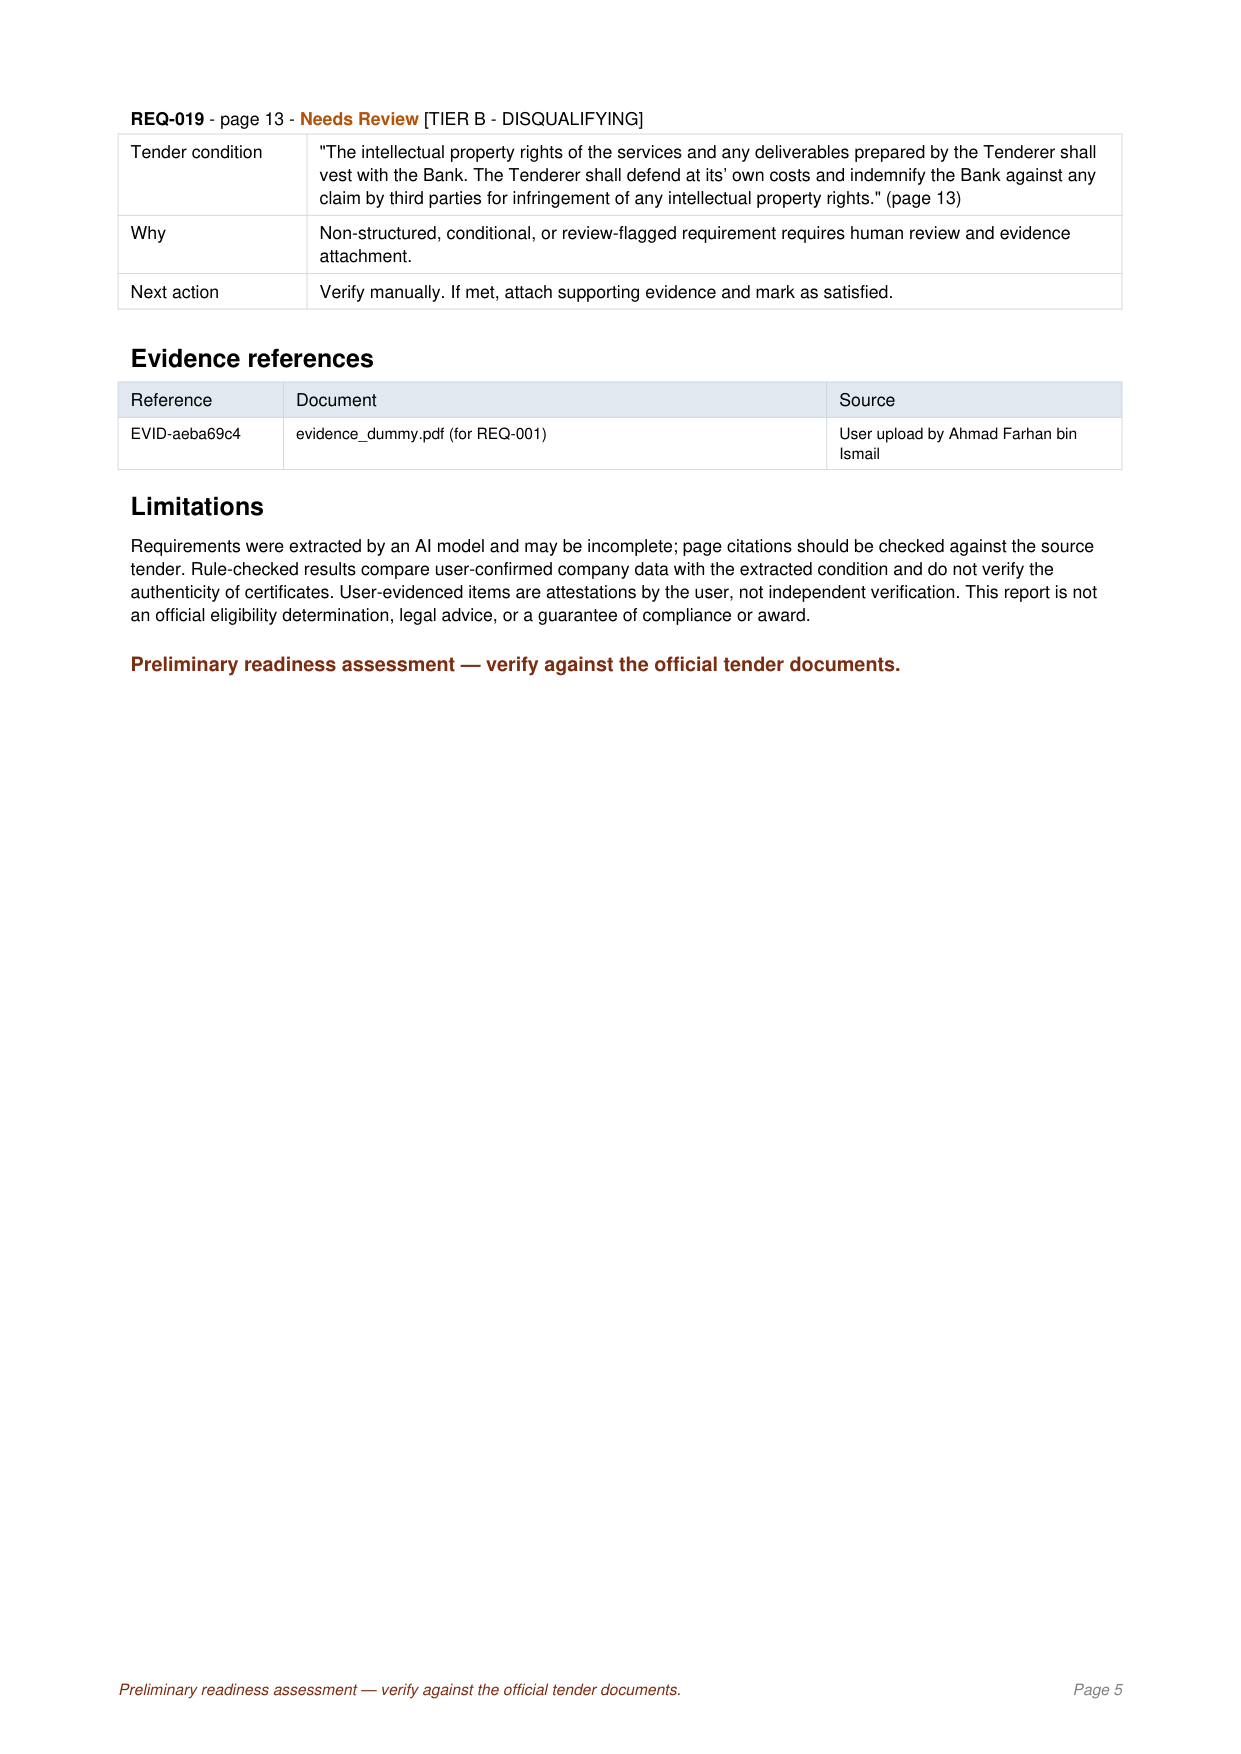 REQ-019 - page 13 - Needs Review [TIER B - DISQUALIFYING]
Tender condition
"The intellectual property rights of the services and any deliverables prepared by the Tenderer shall
vest with the Bank. The Tenderer shall defend at its’ own costs and indemnify the Bank against any
claim by third parties for infringement of any intellectual property rights." (page 13)
Why
Non-structured, conditional, or review-flagged requirement requires human review and evidence
attachment.
Next action
Verify manually. If met, attach supporting evidence and mark as satisfied.
Evidence references
Reference Document Source
EVID-aeba69c4 evidence_dummy.pdf (for REQ-001) User upload by Ahmad Farhan bin
Ismail
Limitations
Requirements were extracted by an AI model and may be incomplete; page citations should be checked against the source
tender. Rule-checked results compare user-confirmed company data with the extracted condition and do not verify the
authenticity of certificates. User-evidenced items are attestations by the user, not independent verification. This report is not
an official eligibility determination, legal advice, or a guarantee of compliance or award.
Preliminary readiness assessment — verify against the official tender documents.
Preliminary readiness assessment — verify against the official tender documents. Page 5